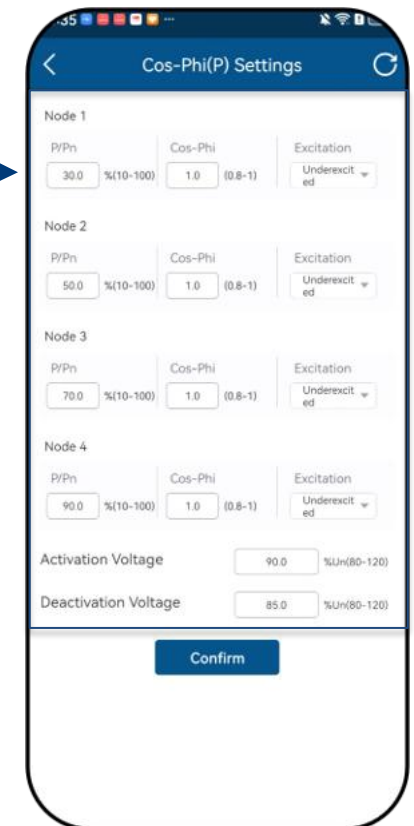 :35
Cos-Phi(P) Settings
Node 1
P/Pn Cos-Phi Excitation
30.0 %(10-100) 1.0 (0.8-1) Underexcit
ed
Node 2
P/Pn Cos-Phi Excitation
50.0 %(10-100) 1.0 (0.8-1) Underexcit
ed
Node 3
P/Pn Cos-Phi Excitation
70.0 %(10-100) 1.0 (0.8-1) Underexcit
ed
Node 4
P/Pn Cos-Phi Excitation
90.0 %(10-100) 1.0 (0.8-1) Underexcit
ed
Activation Voltage 90.0 %Un(80-120)
Deactivation Voltage 85.0 %Un(80-120)
Confirm